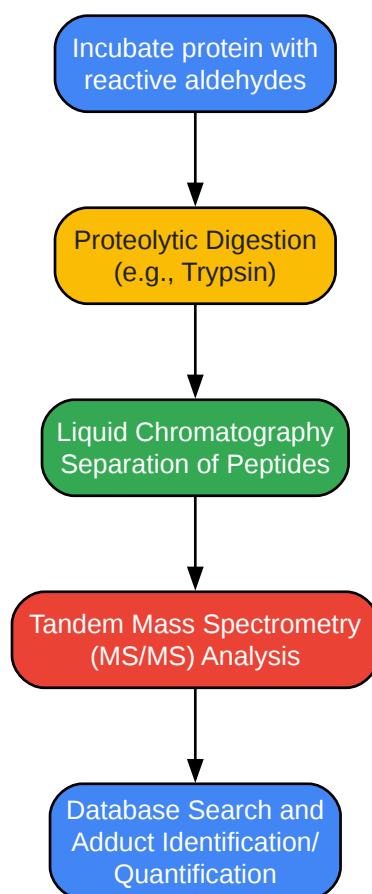 Incubate protein with
reactive aldehydes
Proteolytic Digestion
(e.g., Trypsin)
Liquid Chromatography
Separation of Peptides
Tandem Mass Spectrometry
(MS/MS) Analysis
Database Search and
Adduct Identification/
Quantification